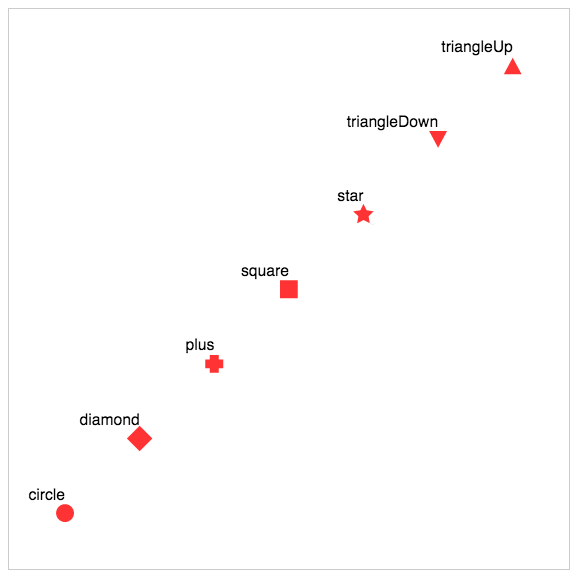 triangleUp
triangleDown
star
square
plus
diamond
circle